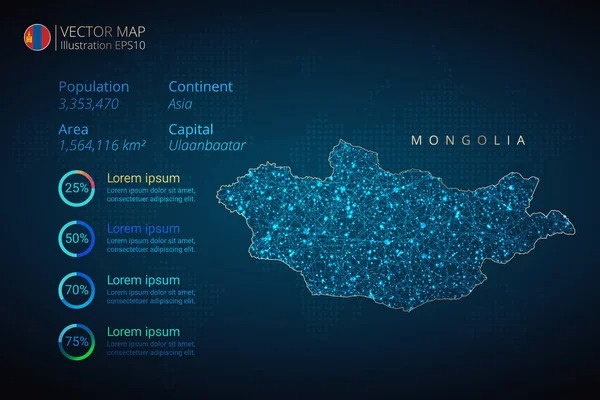 VECTOR MAP
Illustration EPS10
Population
3,353,470
Continent
Asia
Area
1,564,116 km²
Capital
Ulaanbaatar
MONGOLIA
25%
Lorem ipsum
Lorem ipsum dolor sit amet,
consectetuer adipiscing elit.
50%
Lorem ipsum
Lorem ipsum dolor sit amet,
consectetuer adipiscing elit.
70%
Lorem ipsum
Lorem ipsum dolor sit amet,
consectetuer adipiscing elit.
75%
Lorem ipsum
Lorem ipsum dolor sit amet,
consectetuer adipiscing elit.